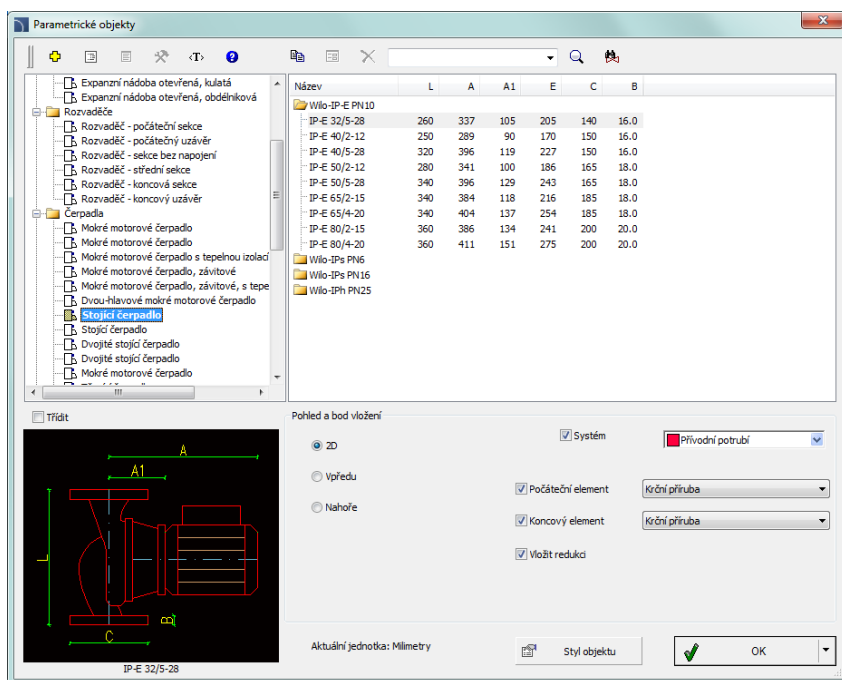 Parametrické objekty
‹T›
?
Expanzní nádoba otevřená, kulatá
Expanzní nádoba otevřená, obdélníková
Rozvaděče
Rozvaděč - počáteční sekce
Rozvaděč - počátečný uzávěr
Rozvaděč - sekce bez napojení
Rozvaděč - střední sekce
Rozvaděč - koncová sekce
Rozvaděč - koncový uzávěr
Čerpadla
Mokré motorové čerpadlo
Mokré motorové čerpadlo
Mokré motorové čerpadlo s tepelnou izolací
Mokré motorové čerpadlo, závitové
Mokré motorové čerpadlo, závitové, s tepe
Dvou-hlavové mokré motorové čerpadlo
Stojící čerpadlo
Stojící čerpadlo
Dvojité stojící čerpadlo
Dvojité stojící čerpadlo
Mokré motorové čerpadlo
Název L A A1 E C B
Wilo-IP-E PN10
IP-E 32/5-28 260 337 105 205 140 16.0
IP-E 40/2-12 250 289 90 170 150 16.0
IP-E 40/5-28 320 396 119 227 150 16.0
IP-E 50/2-12 280 341 100 186 165 18.0
IP-E 50/5-28 340 396 129 243 165 18.0
IP-E 65/2-15 340 384 118 216 185 18.0
IP-E 65/4-20 340 404 137 254 185 18.0
IP-E 80/2-15 360 386 134 241 200 20.0
IP-E 80/4-20 360 411 151 275 200 20.0
Wilo-IPs PN6
Wilo-IPs PN16
Wilo-IPh PN25
Třídit
A
A1
L
B
C
IP-E 32/5-28
Pohled a bod vložení
2D
Vpředu
Nahoře
Systém Přívodní potrubí
Počáteční element Krční příruba
Koncový element Krční příruba
Vložit redukci
Aktuální jednotka: Milimetry
Styl objektu
OK